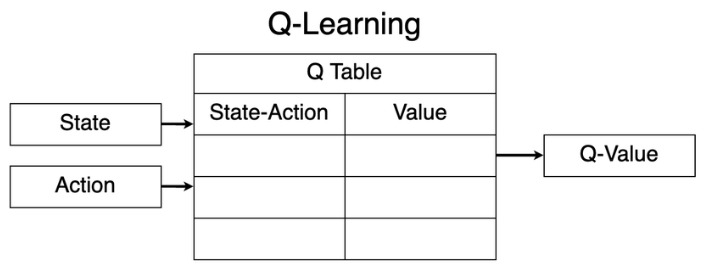 Q-Learning
Q Table
State-Action Value
State
Action
Q-Value